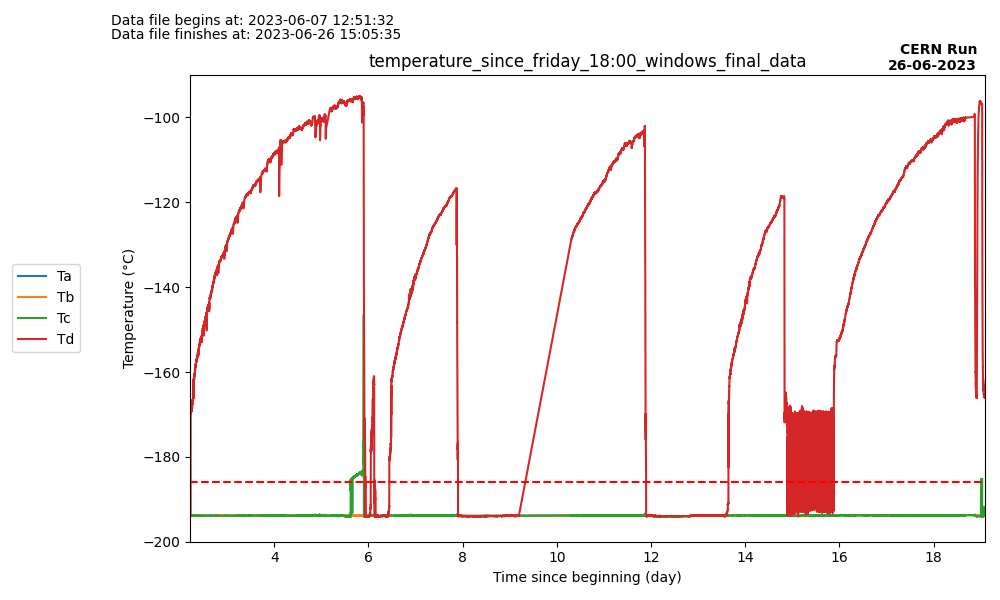 Data file begins at: 2023-06-07 12:51:32
Data file finishes at: 2023-06-26 15:05:35
CERN Run
26-06-2023
temperature_since_friday_18:00_windows_final_data
Temperature (°C)
−100
−120
−140
−160
−180
−200
Ta
Tb
Tc
Td
4 6 8 10 12 14 16 18
Time since beginning (day)